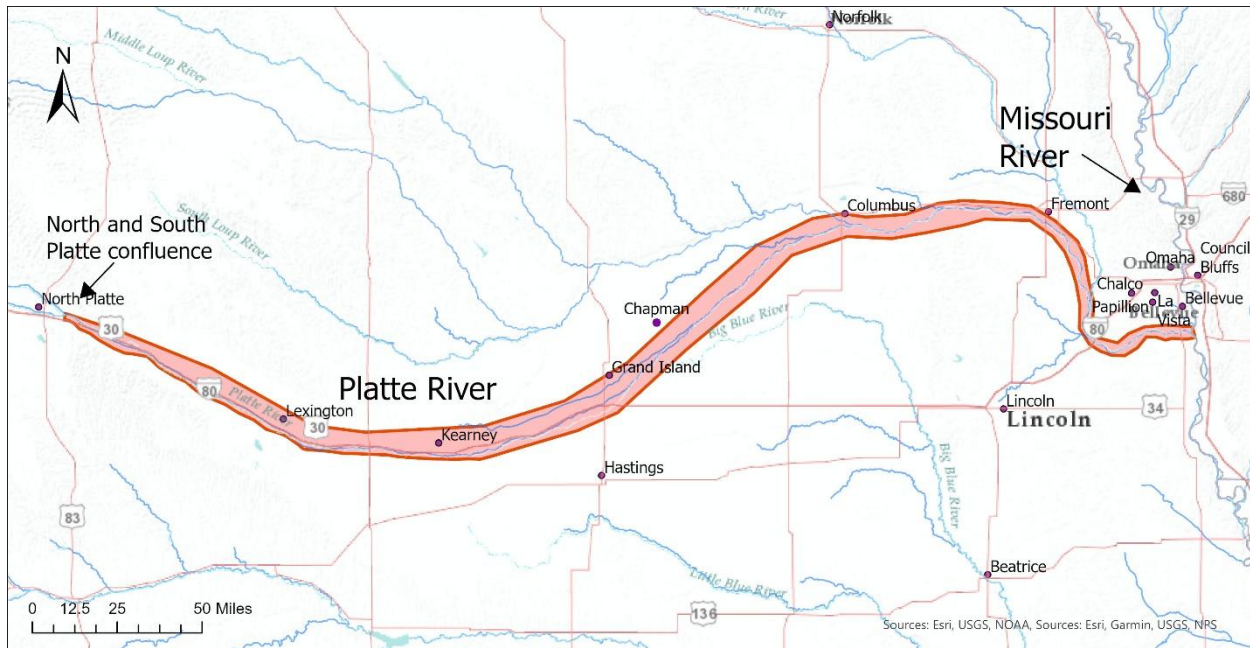 Norfolk
Norfolk
Middle Loup River
N
Missouri
River
680
Columbus
Fremont
29
South Loup River
North and South
Platte confluence
Council
Bluffs
Omaha
Omaha
North Platte
Chalco
Chapman
Papillion
La
Vista
Bellevue
Bellevue
30
Big Blue River
80
Grand Island
Platte River
80
Platte River
Lexington
30
Lincoln
Lincoln
34
Kearney
Hastings
Big Blue River
83
Beatrice
Little Blue River
136
0 12.5 25 50 Miles
Sources: Esri, USGS, NOAA, Sources: Esri, Garmin, USGS, NPS